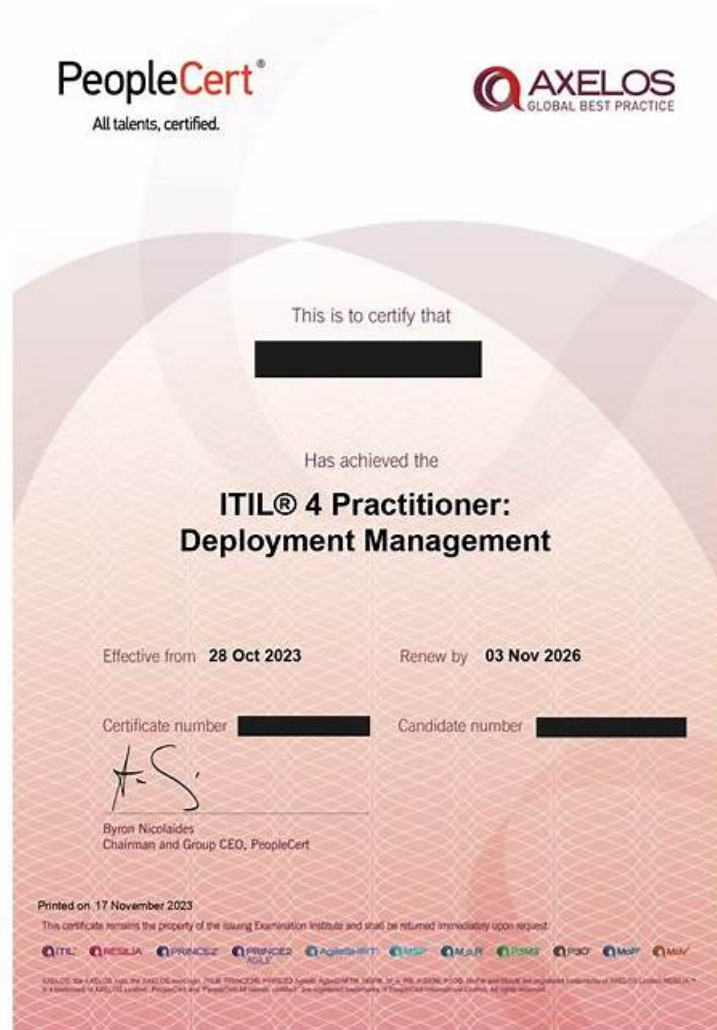 PeopleCert®
All talents, certified.
AXELOS
GLOBAL BEST PRACTICE
This is to certify that
Has achieved the
ITIL® 4 Practitioner:
Deployment Management
Effective from 28 Oct 2023
Renew by 03 Nov 2026
Certificate number
Candidate number
Byron Nicolaides
Chairman and Group CEO, PeopleCert
Printed on 17 November 2023
This certificate remains the property of the issuing Examination Institute and shall be returned immediately upon request.
ITIL RESILIA PRINCE2 PRINCE2 AGILE AgileSHIFT MSP M_o_R P3M3 P3O MoP MoV